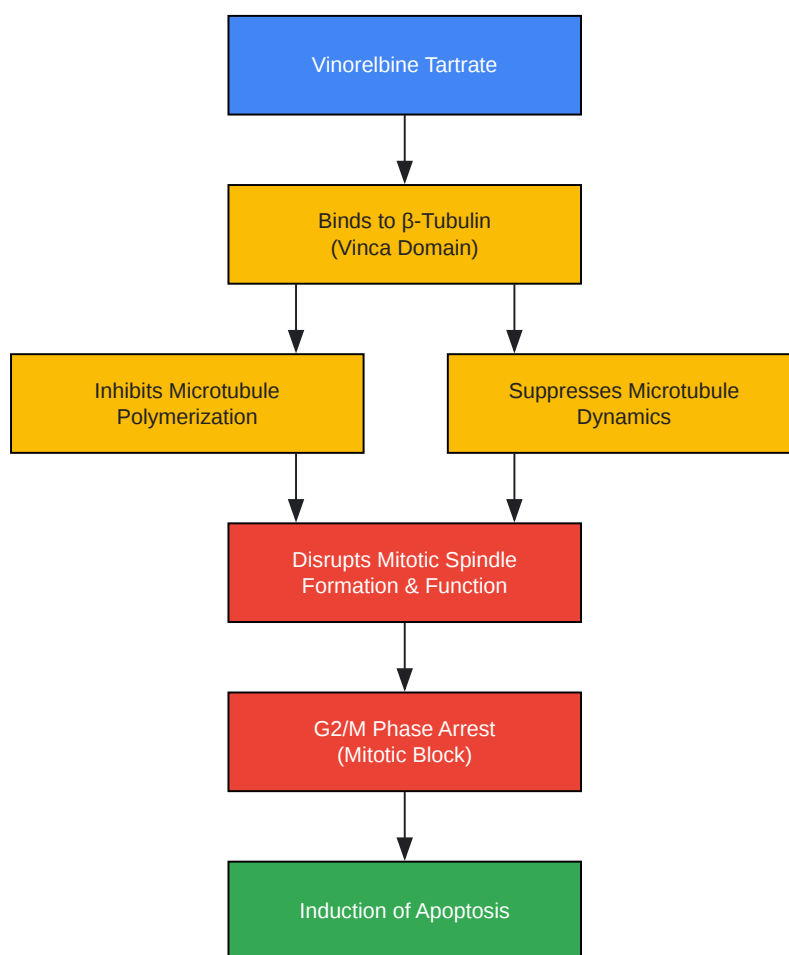 Vinorelbine Tartrate
Binds to β-Tubulin
(Vinca Domain)
Inhibits Microtubule
Polymerization
Suppresses Microtubule
Dynamics
Disrupts Mitotic Spindle
Formation & Function
G2/M Phase Arrest
(Mitotic Block)
Induction of Apoptosis